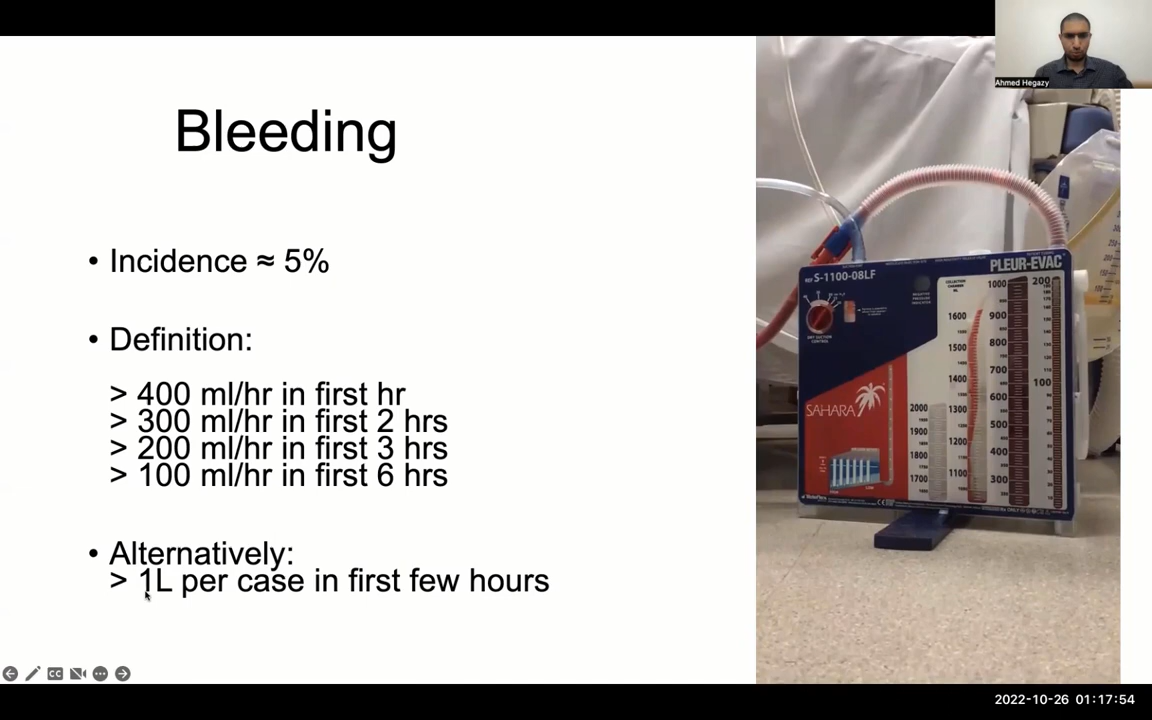 Ahmed Hegazy
Bleeding
• Incidence ≈ 5%
• Definition:
> 400 ml/hr in first hr
> 300 ml/hr in first 2 hrs
> 200 ml/hr in first 3 hrs
> 100 ml/hr in first 6 hrs
• Alternatively:
> 1L per case in first few hours
REF S-1100-08LF
PLEUR-EVAC
COLLECTION
CHAMBER
ML
NEGATIVE
PRESSURE
INDICATOR
DRY SUCTION
CONTROL
SAHARA
1000
900
800
700
600
500
400
300
200
100
1600
1500
1400
1300
1200
1100
2000
1900
1800
1700
CC
2022-10-26 01:17:54